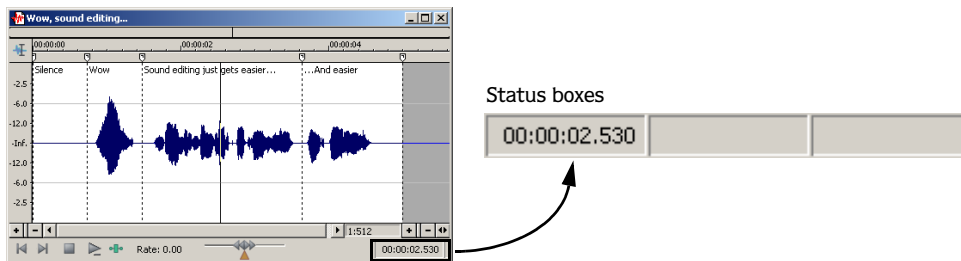 Wow, sound editing...
00:00:00 00:00:02 00:00:04
Silence Wow Sound editing just gets easier... ...And easier
-2.5
-6.0
-12.0
-Inf.
-12.0
-6.0
-2.5
1:512
Rate: 0.00 00:00:02.530
Status boxes
00:00:02.530